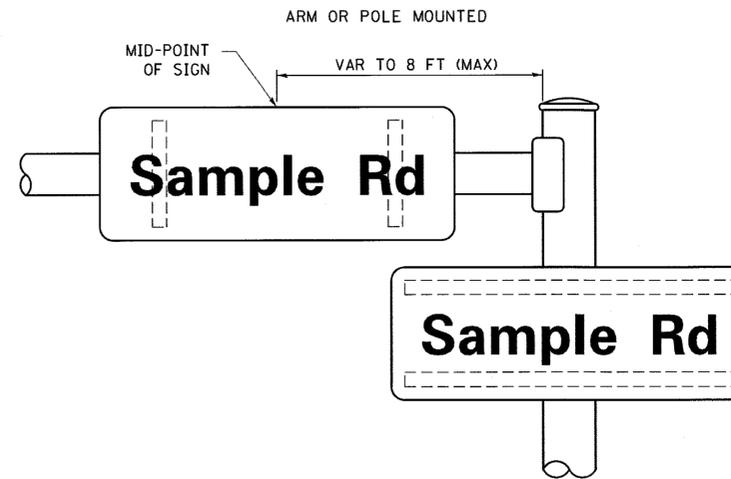 ARM OR POLE MOUNTED
MID-POINT
OF SIGN
VAR TO 8 FT (MAX)
Sample Rd
Sample Rd